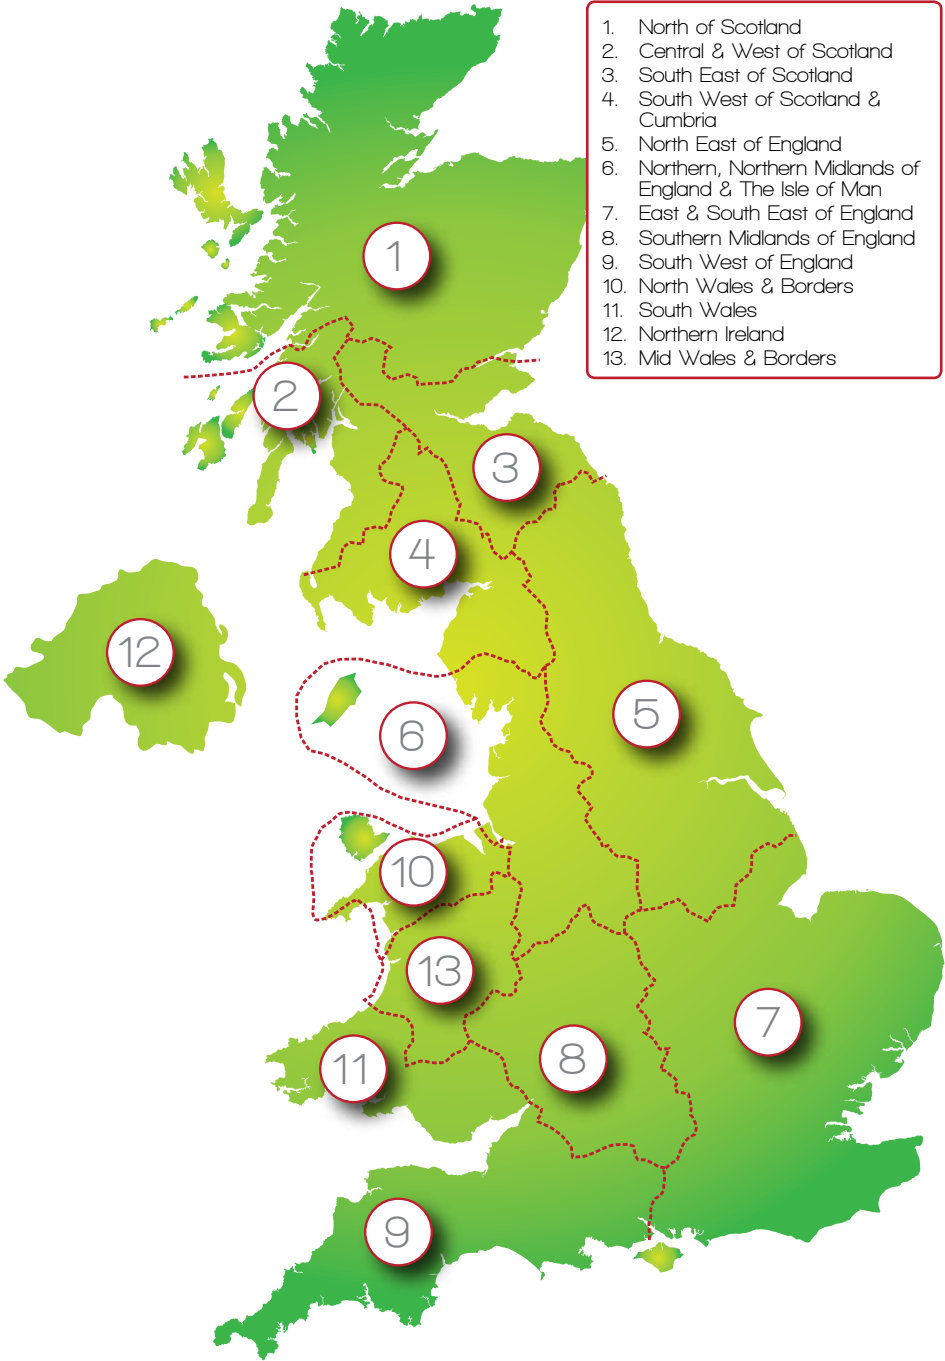 1. North of Scotland
2. Central & West of Scotland
3. South East of Scotland
4. South West of Scotland &
Cumbria
5. North East of England
6. Northern, Northern Midlands of
England & The Isle of Man
7. East & South East of England
8. Southern Midlands of England
9. South West of England
10. North Wales & Borders
11. South Wales
12. Northern Ireland
13. Mid Wales & Borders
1
2
3
4
12
5
6
10
13
7
8
11
9